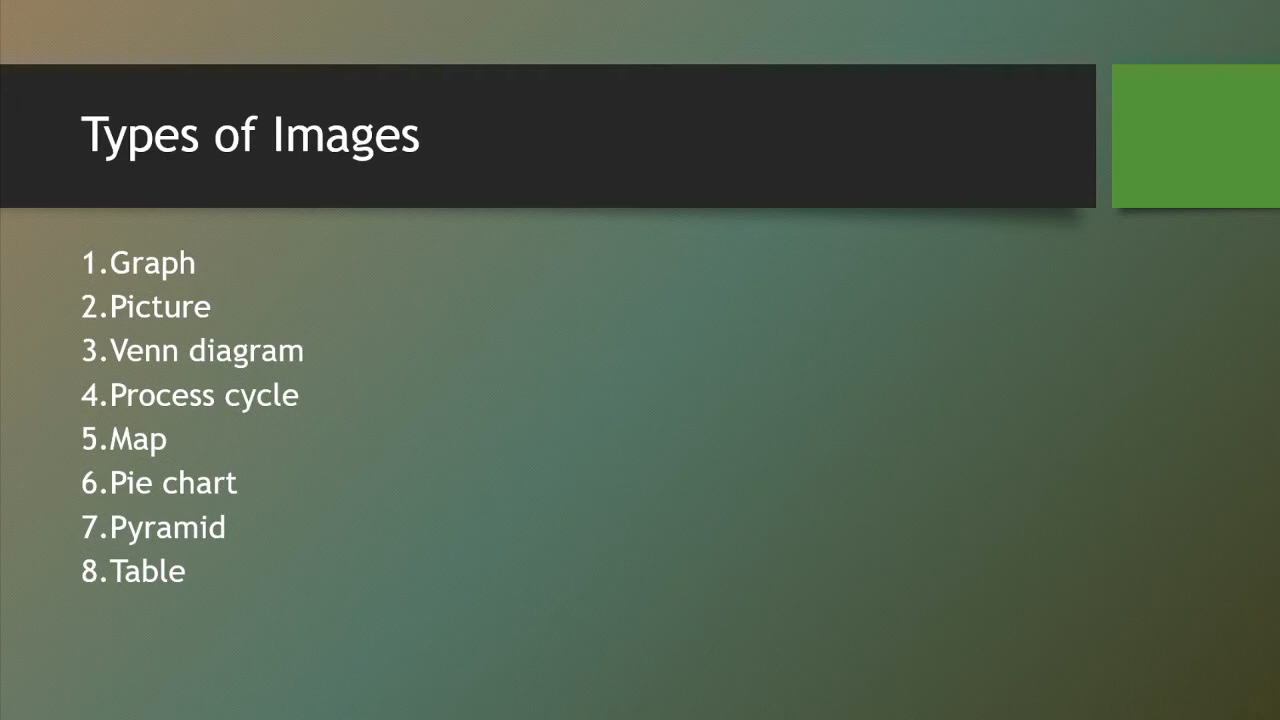 Types of Images
1.Graph
2.Picture
3.Venn diagram
4.Process cycle
5.Map
6.Pie chart
7.Pyramid
8.Table